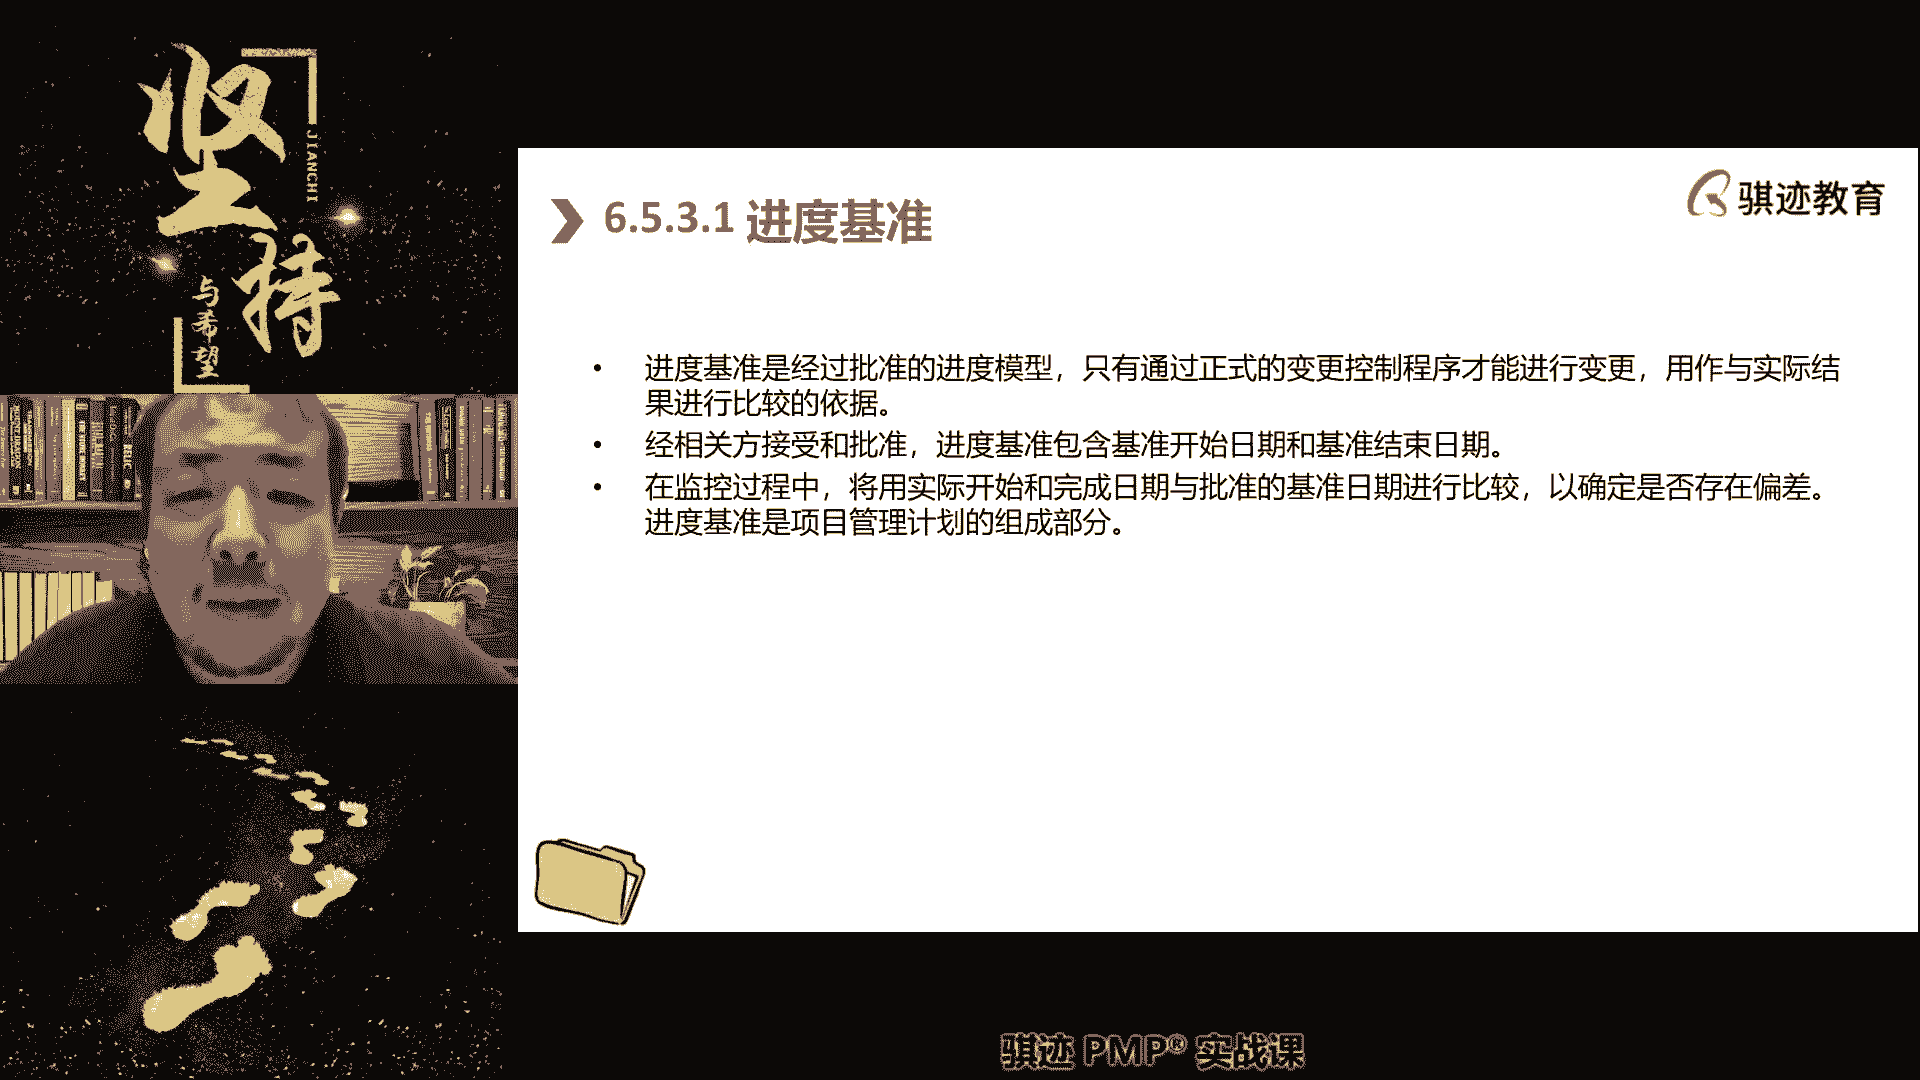 坚持
JIANCHI
与希望
骐迹教育
6.5.3.1 进度基准
• 进度基准是经过批准的进度模型，只有通过正式的变更控制程序才能进行变更，用作与实际结
果进行比较的依据。
• 经相关方接受和批准，进度基准包含基准开始日期和基准结束日期。
• 在监控过程中，将用实际开始和完成日期与批准的基准日期进行比较，以确定是否存在偏差。
进度基准是项目管理计划的组成部分。
骐迹 PMP® 实战课